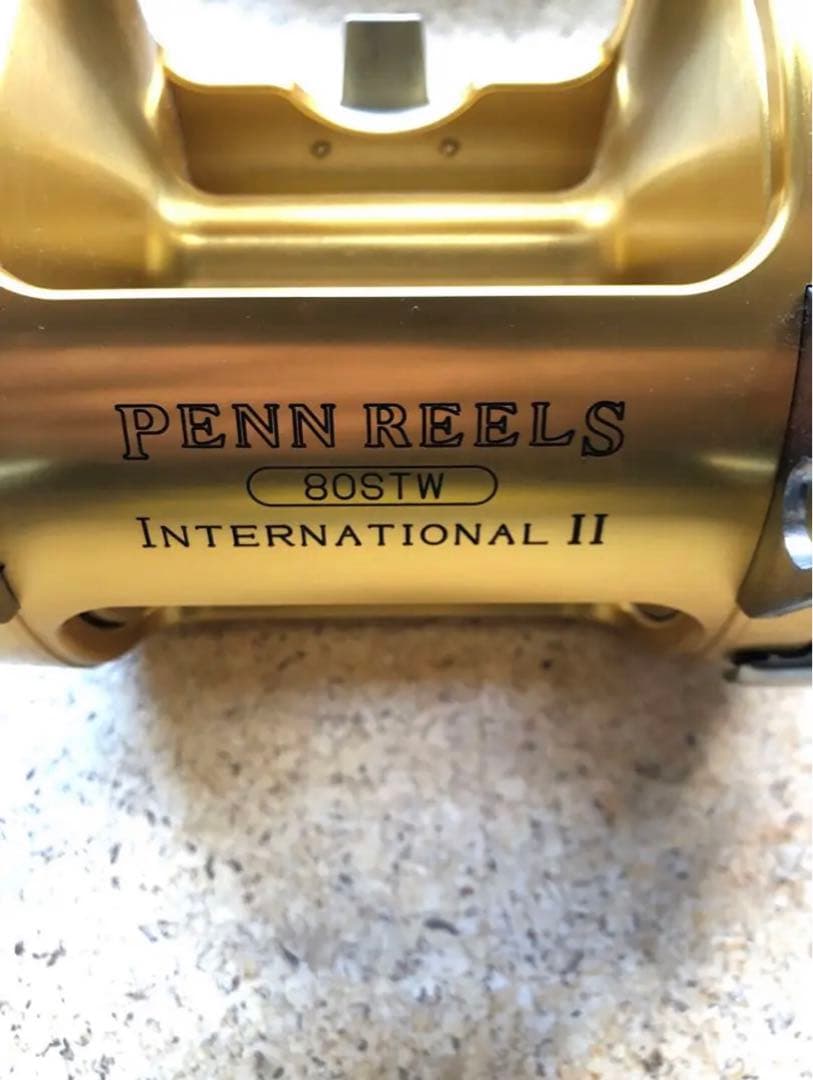 PENN REELS
80STW
INTERNATIONAL II